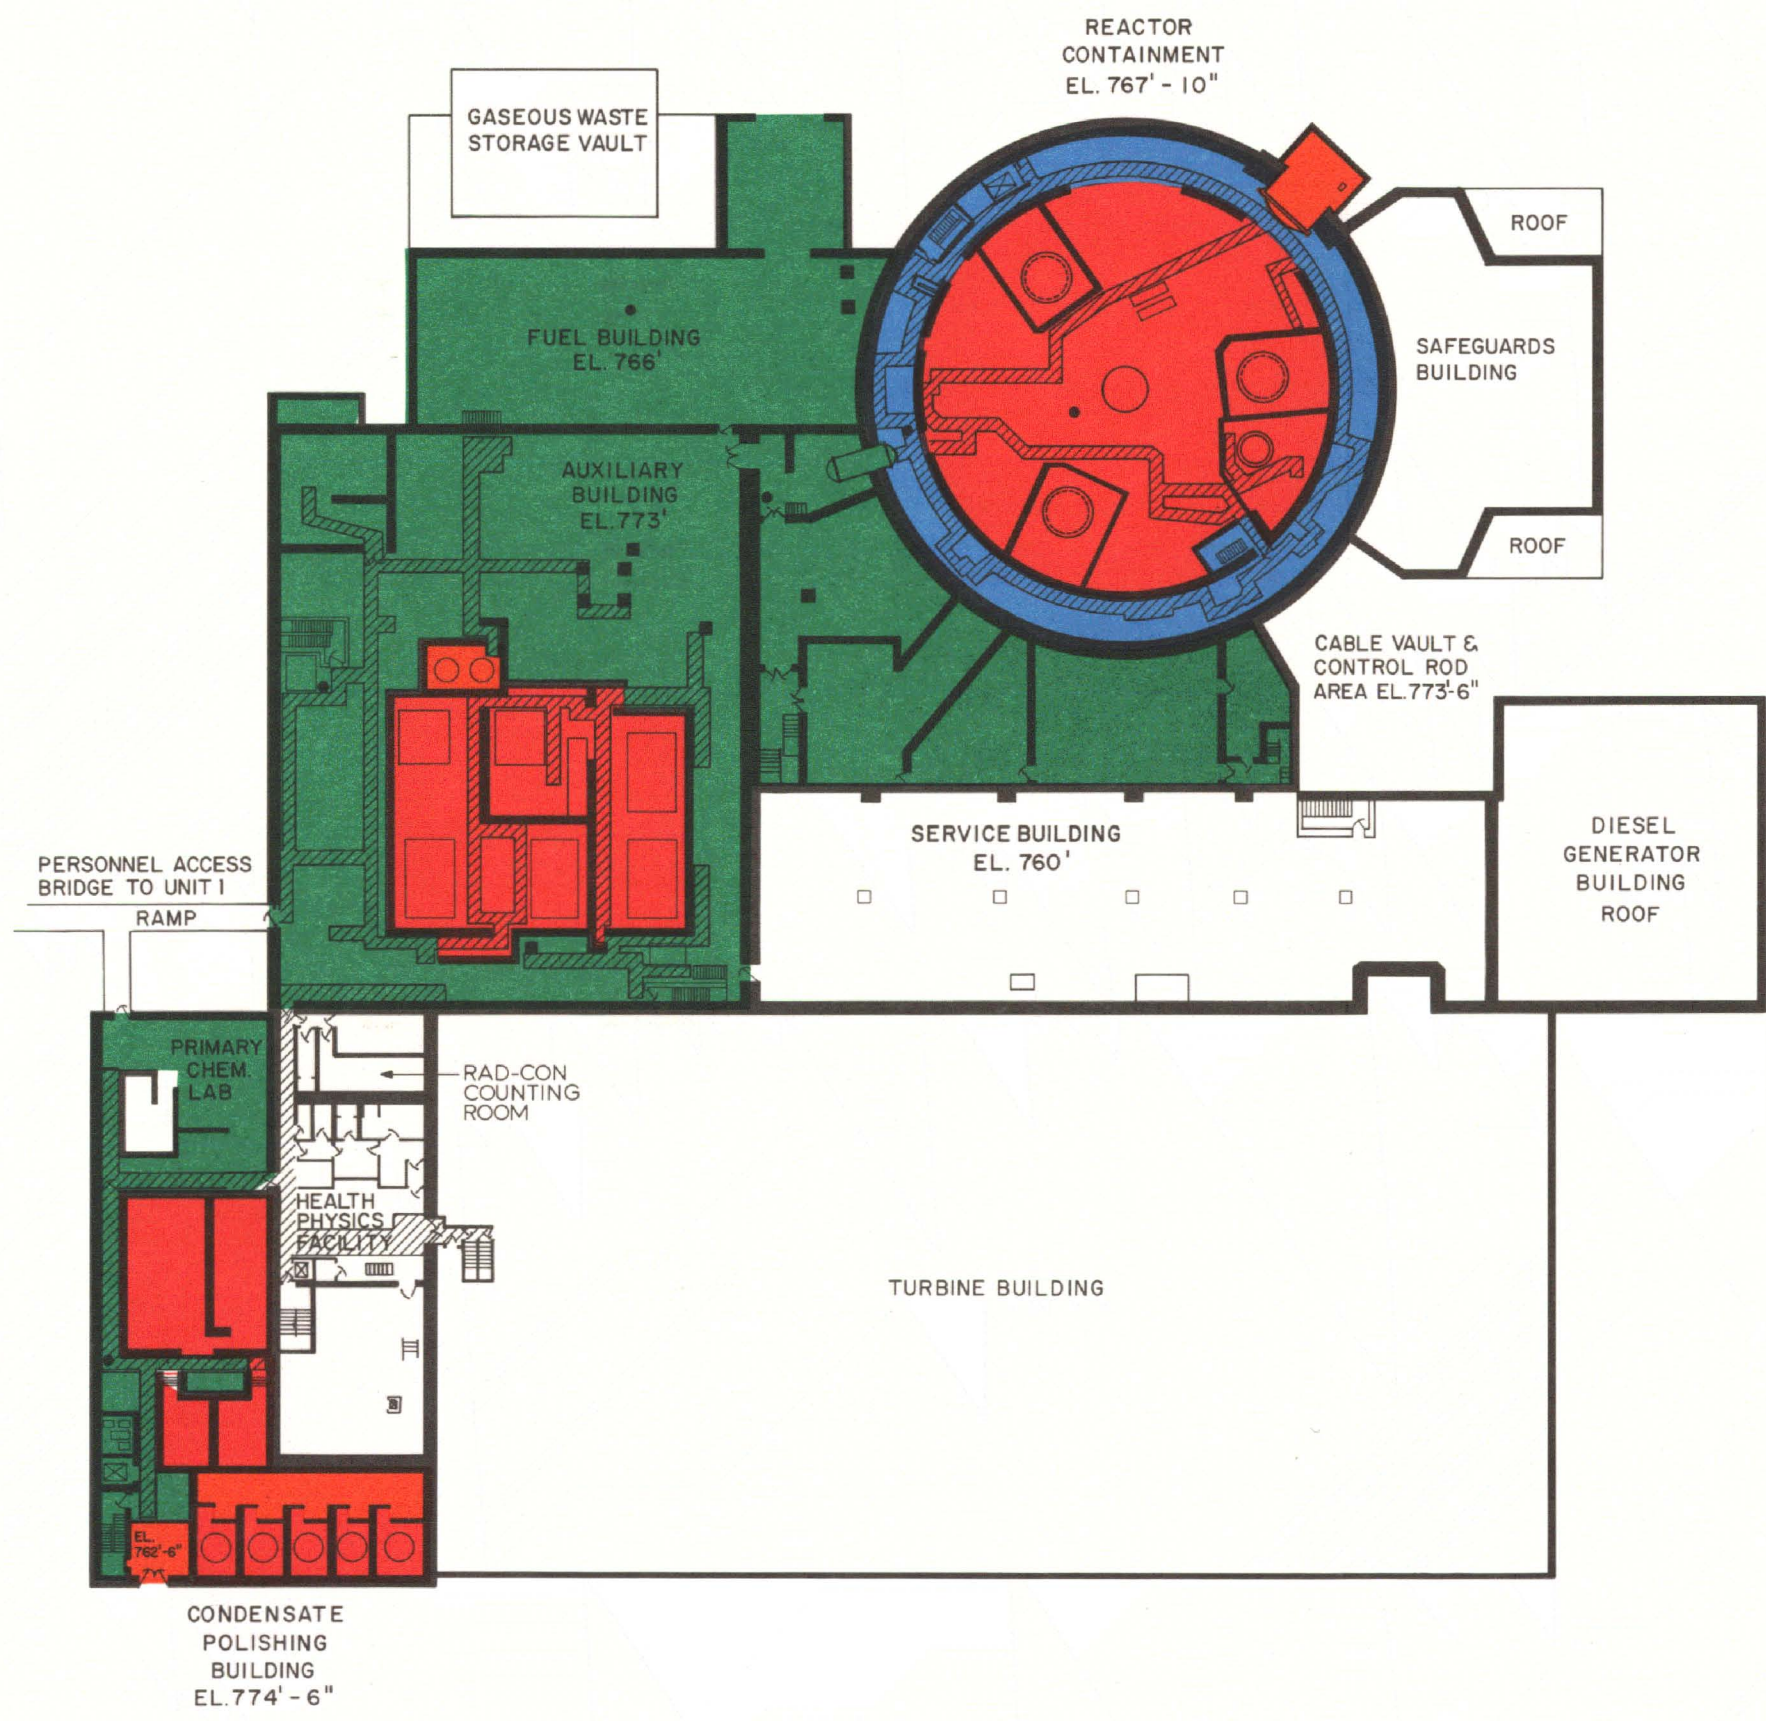 REACTOR
CONTAINMENT
EL. 767' - 10"
GASEOUS WASTE
STORAGE VAULT
ROOF
FUEL BUILDING
EL. 766'
SAFEGUARDS
BUILDING
AUXILIARY
BUILDING
EL.773'
ROOF
CABLE VAULT &
CONTROL ROD
AREA EL.773'-6"
SERVICE BUILDING
EL. 760'
DIESEL
GENERATOR
BUILDING
ROOF
PERSONNEL ACCESS
BRIDGE TO UNIT 1
RAMP
PRIMARY
CHEM.
LAB
RAD-CON
COUNTING
ROOM
HEALTH
PHYSICS
FACILITY
TURBINE BUILDING
EL.
762'-6"
CONDENSATE
POLISHING
BUILDING
EL.774' - 6"